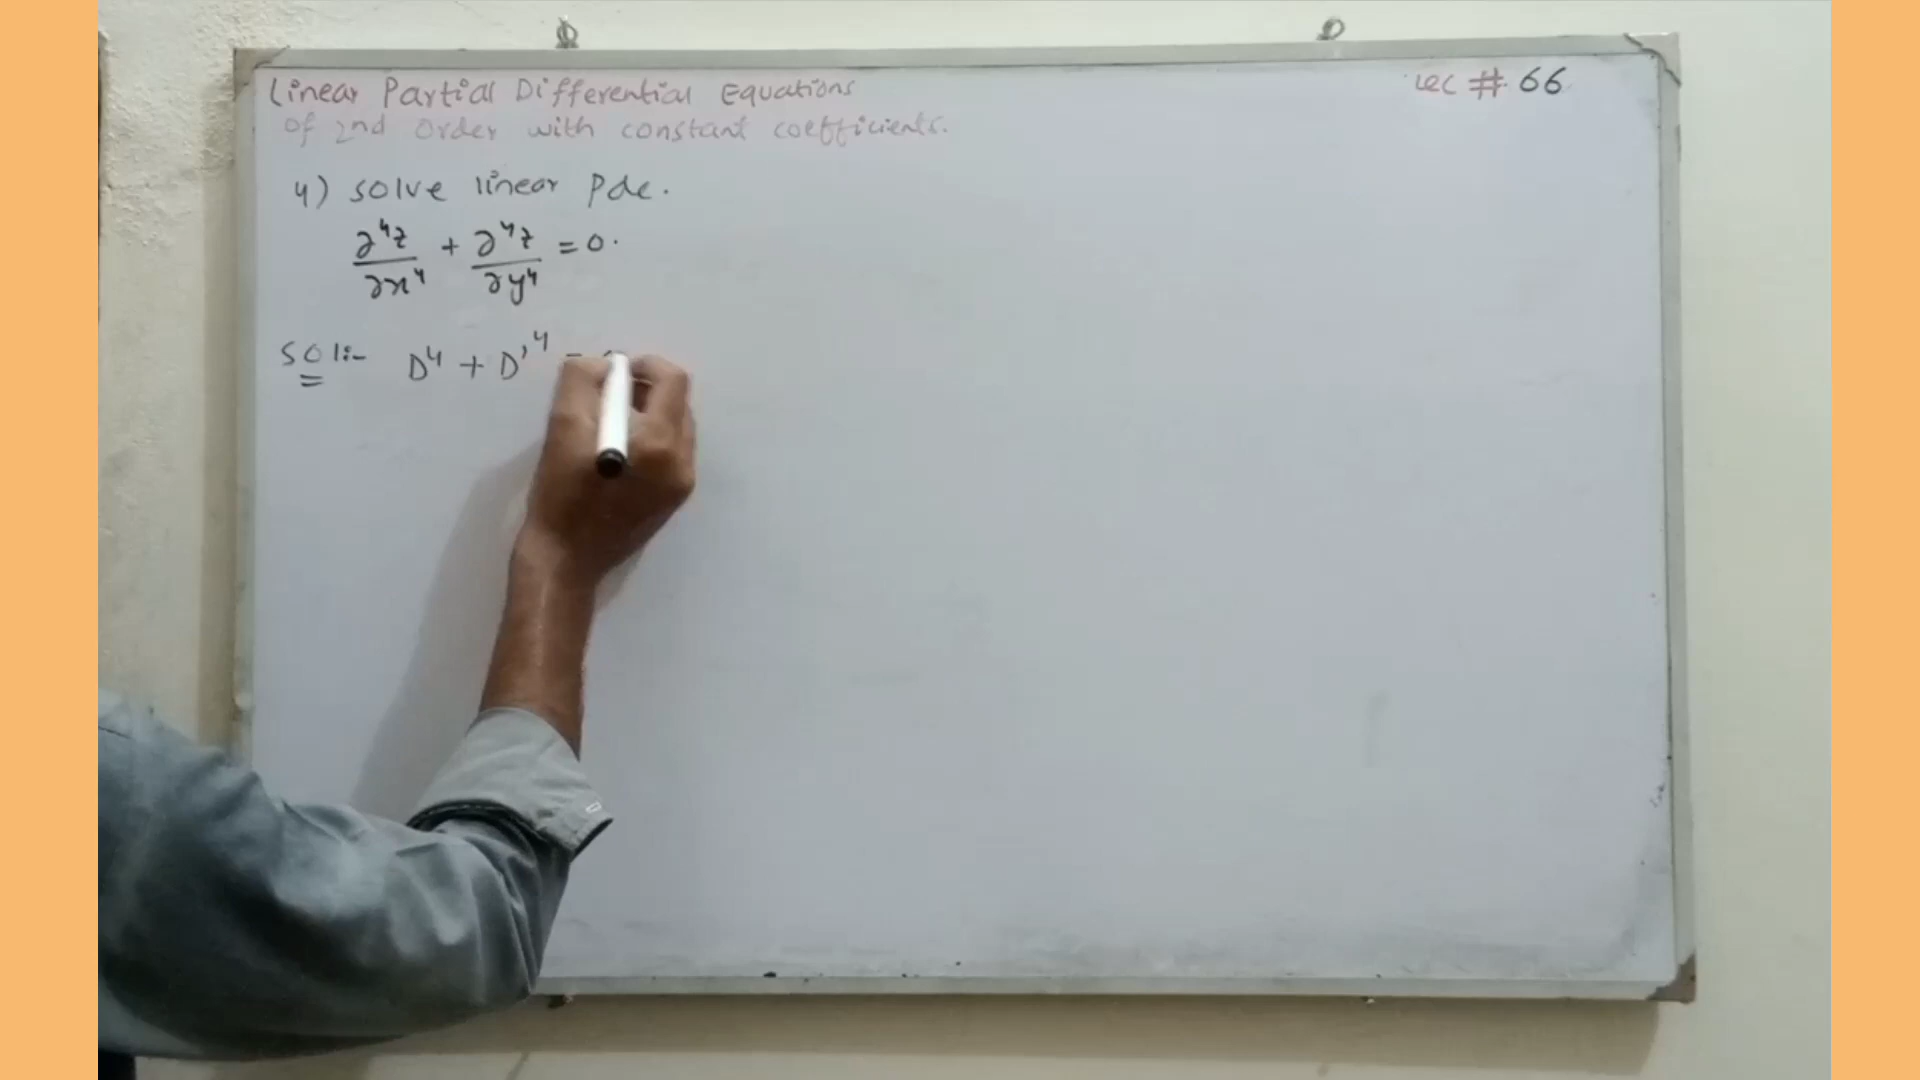 Linear Partial Differential Equations
of 2nd Order with constant coefficients.
Lec # 66
4) solve linear Pde.
∂⁴z/∂x⁴ + ∂⁴z/∂y⁴ = 0.
Sol:- D⁴ + D'⁴ =